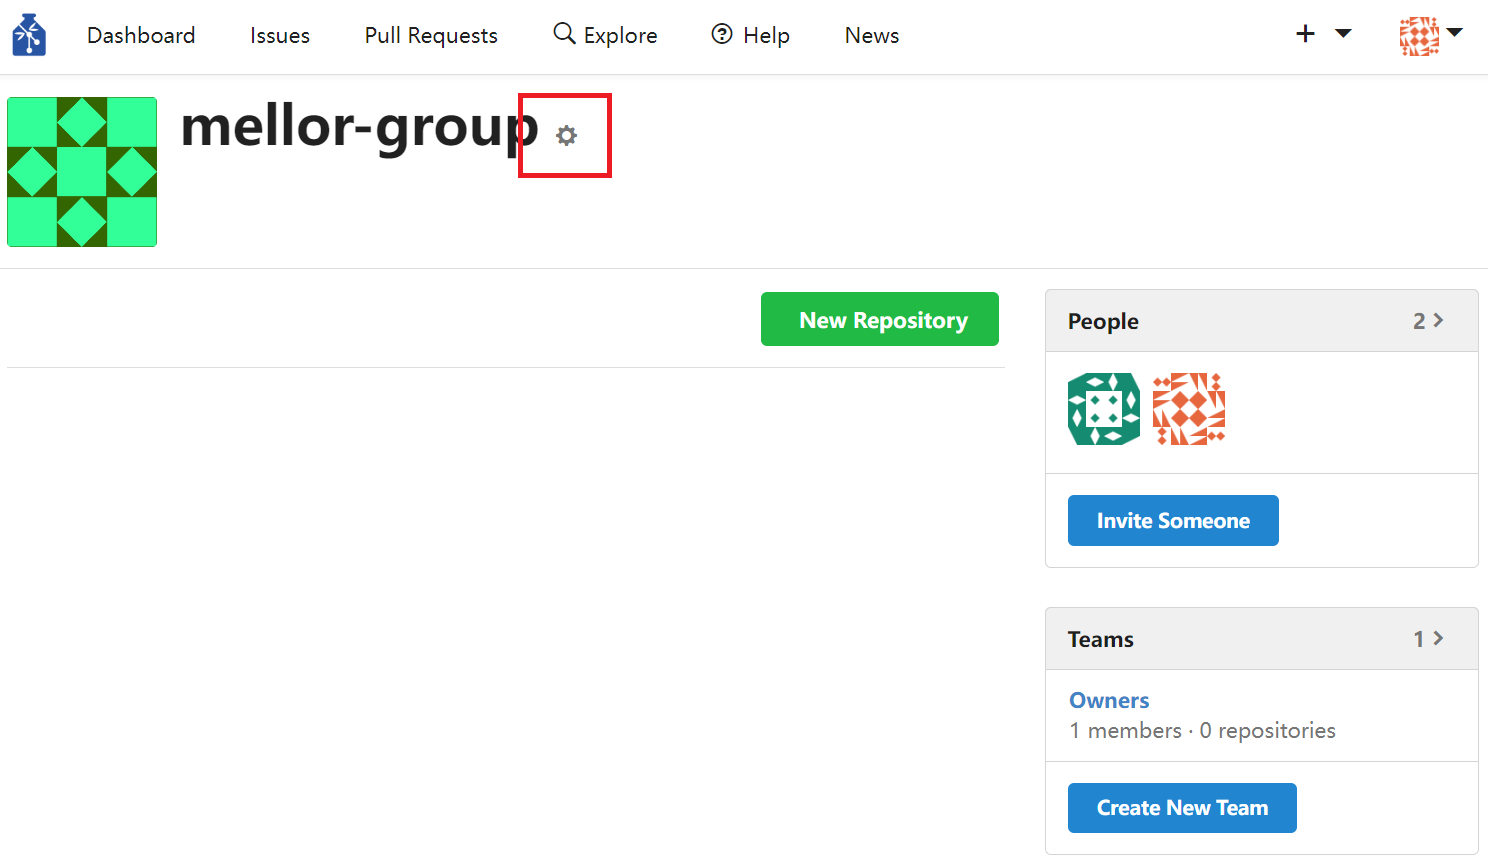 Dashboard Issues Pull Requests Explore Help News
mellor-group
New Repository
People 2
Invite Someone
Teams 1
Owners
1 members · 0 repositories
Create New Team